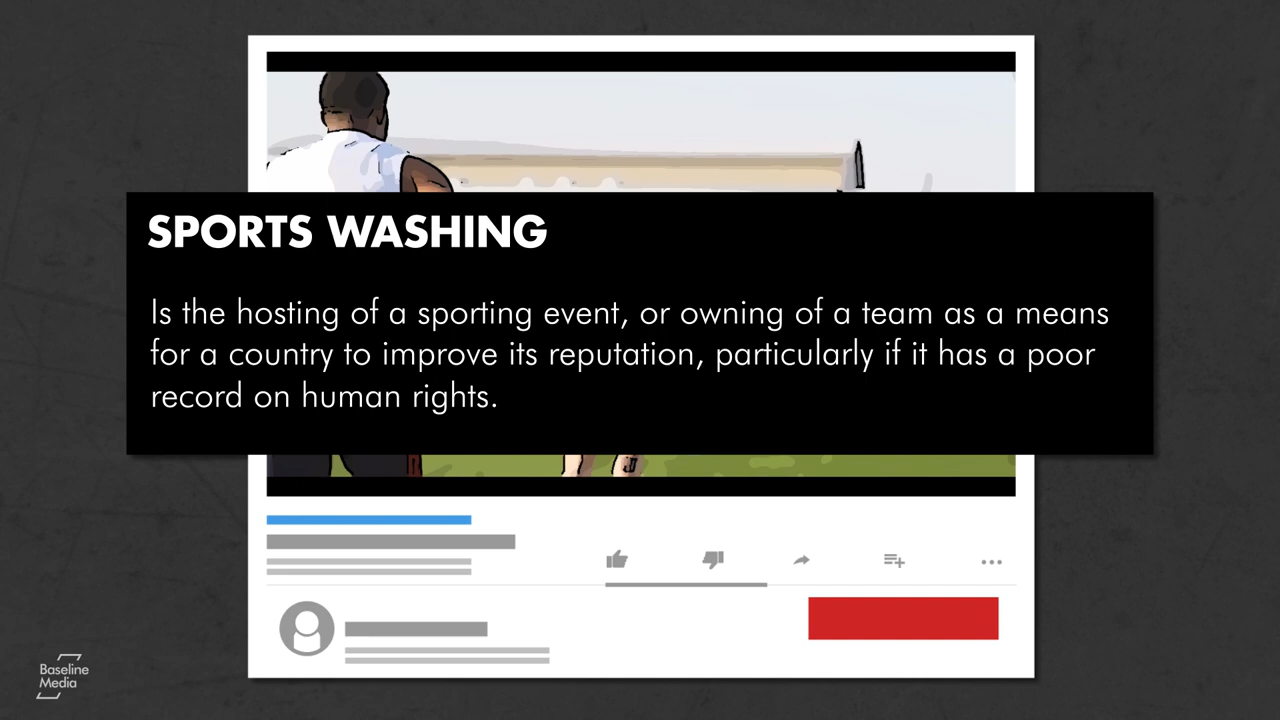 SPORTS WASHING
Is the hosting of a sporting event, or owning of a team as a means
for a country to improve its reputation, particularly if it has a poor
record on human rights.
Baseline
Media